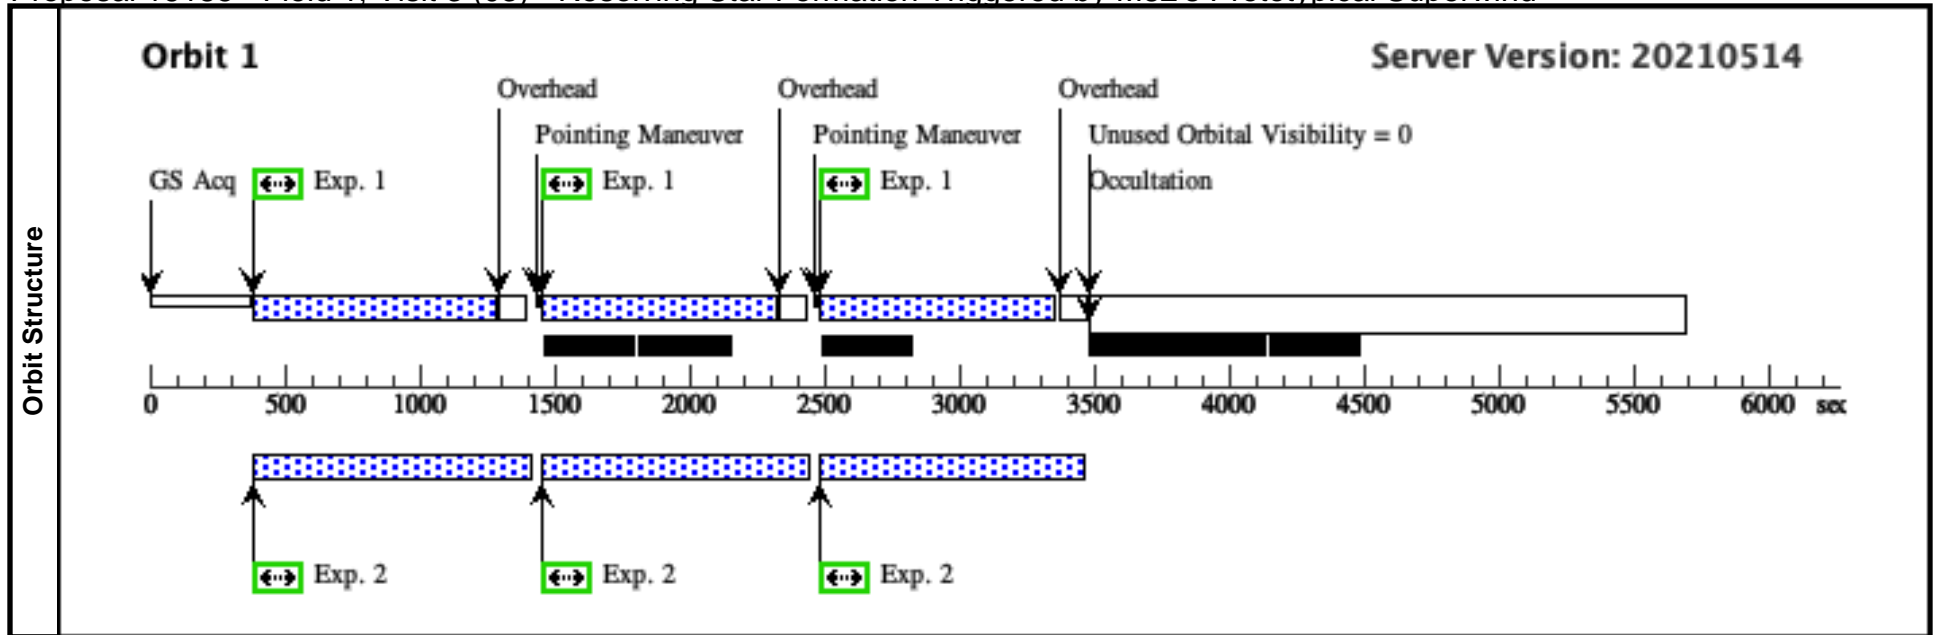 Orbit 1
Server Version: 20210514
Overhead Overhead Overhead
Pointing Maneuver Pointing Maneuver Unused Orbital Visibility = 0
GS Acq Exp. 1 Exp. 1 Exp. 1 Occultation
Orbit Structure
0 500 1000 1500 2000 2500 3000 3500 4000 4500 5000 5500 6000 sec
Exp. 2 Exp. 2 Exp. 2